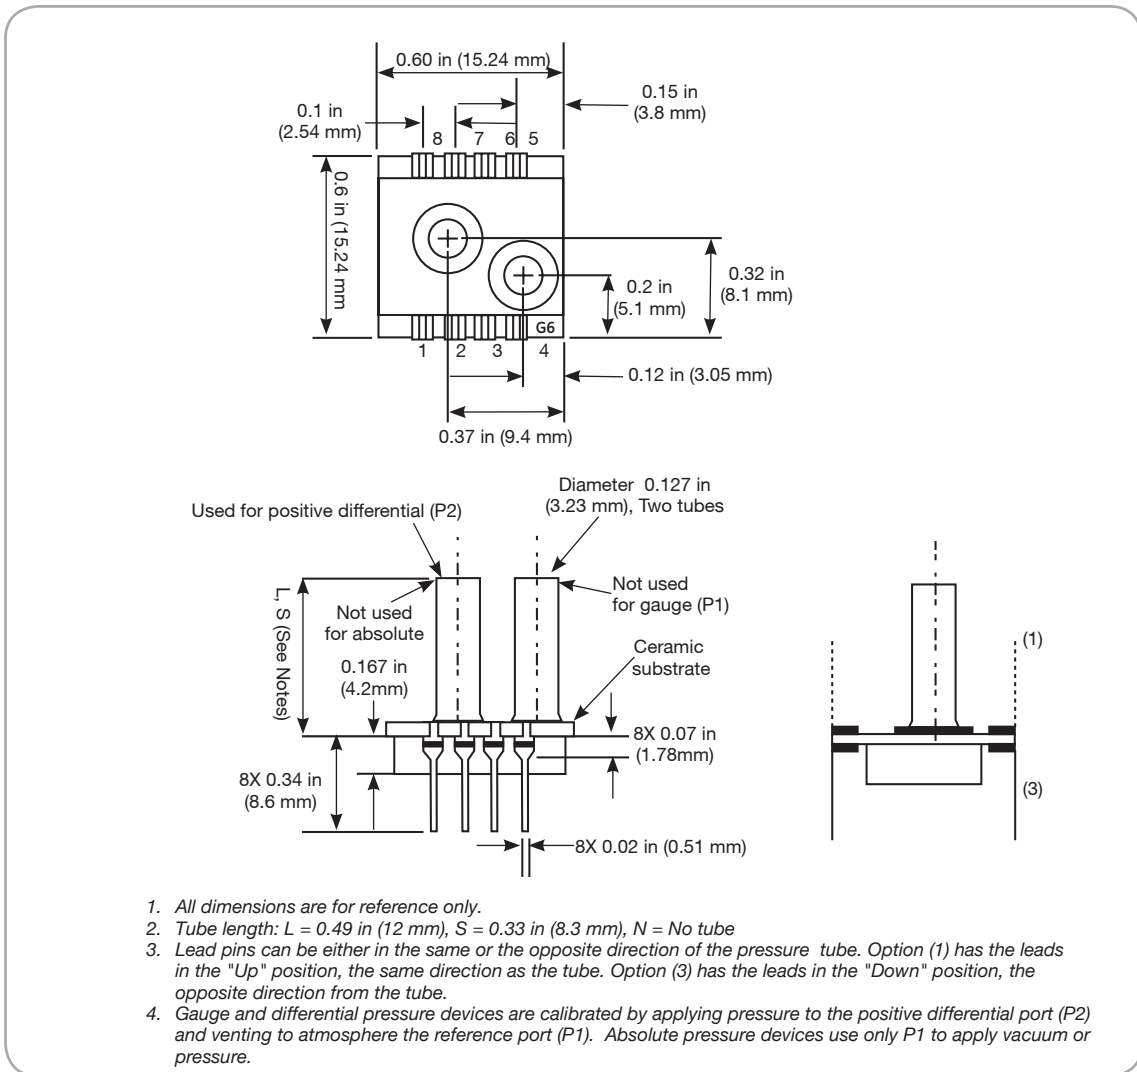 0.60 in (15.24 mm)
0.15 in
(3.8 mm)
0.1 in
(2.54 mm)
8 7 6 5
0.6 in (15.24 mm
0.32 in
(8.1 mm)
0.2 in
(5.1 mm)
G6
1 2 3 4
0.12 in (3.05 mm)
0.37 in (9.4 mm)
Diameter 0.127 in
(3.23 mm), Two tubes
Used for positive differential (P2)
L, S (See Notes)
Not used
for absolute
Not used
for gauge (P1)
Ceramic
substrate
0.167 in
(4.2mm)
8X 0.07 in
(1.78mm)
8X 0.34 in
(8.6 mm)
8X 0.02 in (0.51 mm)
(1)
(3)
1. All dimensions are for reference only.
2. Tube length: L = 0.49 in (12 mm), S = 0.33 in (8.3 mm), N = No tube
3. Lead pins can be either in the same or the opposite direction of the pressure tube. Option (1) has the leads
in the "Up" position, the same direction as the tube. Option (3) has the leads in the "Down" position, the
opposite direction from the tube.
4. Gauge and differential pressure devices are calibrated by applying pressure to the positive differential port (P2)
and venting to atmosphere the reference port (P1). Absolute pressure devices use only P1 to apply vacuum or
pressure.